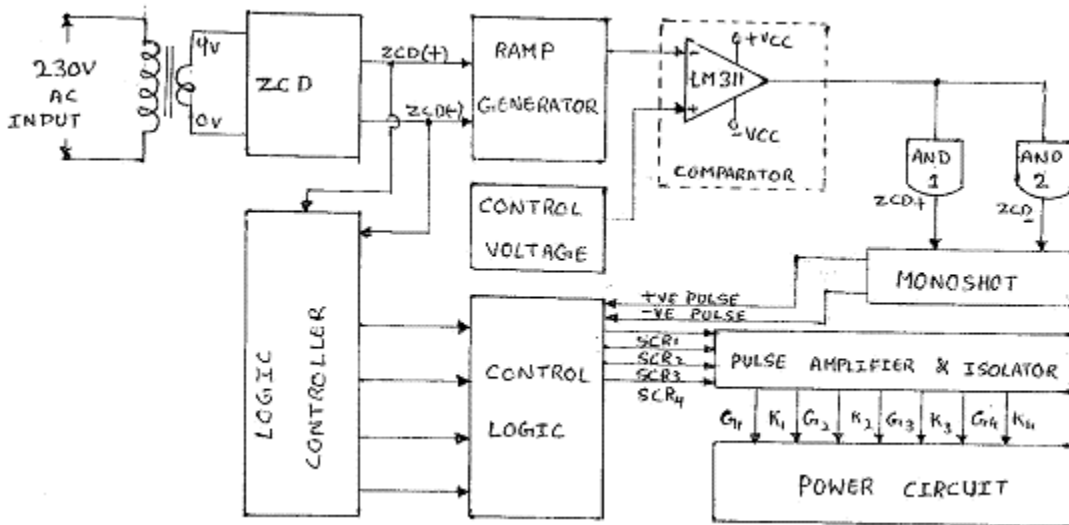 230V
AC
INPUT
9V
0V
ZCD
ZCD(+)
ZCD(-)
RAMP
GENERATOR
-
+
LM311
+VCC
-VCC
COMPARATOR
CONTROL
VOLTAGE
AND
1
AND
2
ZCD+
ZCD-
MONOSHOT
+VE PULSE
-VE PULSE
SCR1
SCR2
SCR3
SCR4
LOGIC
CONTROLLER
CONTROL
LOGIC
PULSE AMPLIFIER & ISOLATOR
G1 K1 G2 K2 G3 K3 G4 K4
POWER CIRCUIT